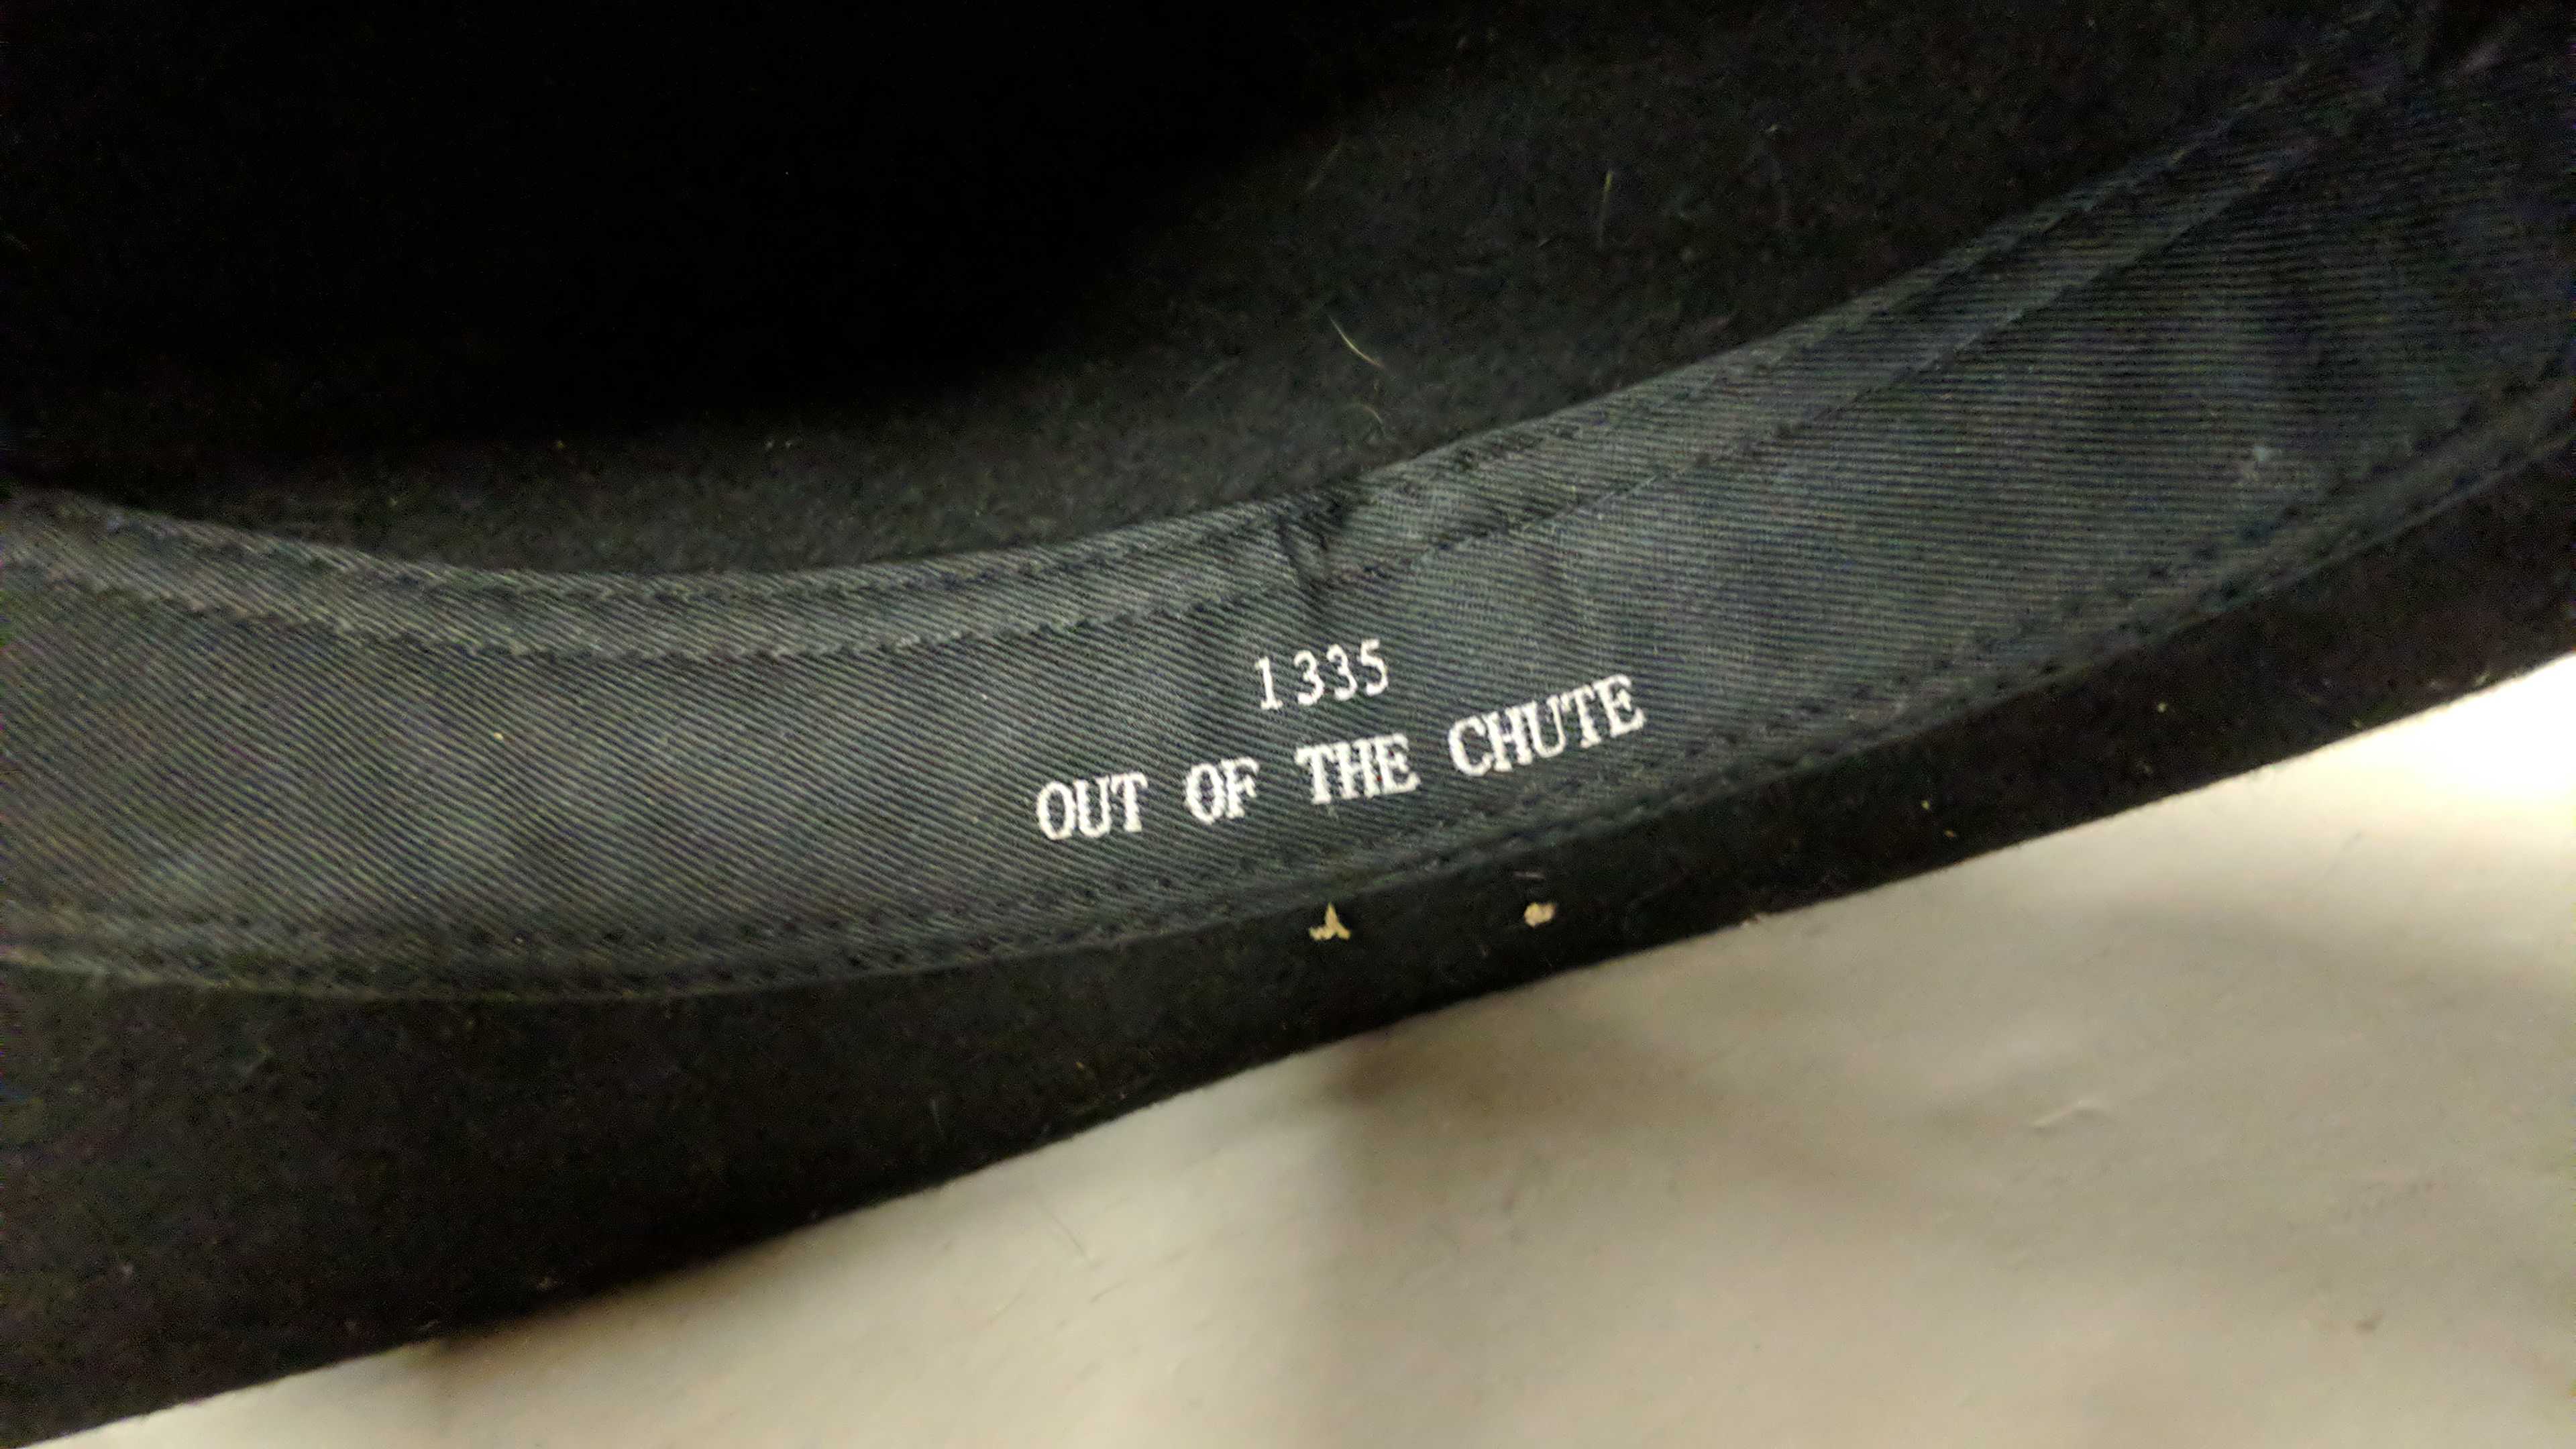 1335
OUT OF THE CHUTE